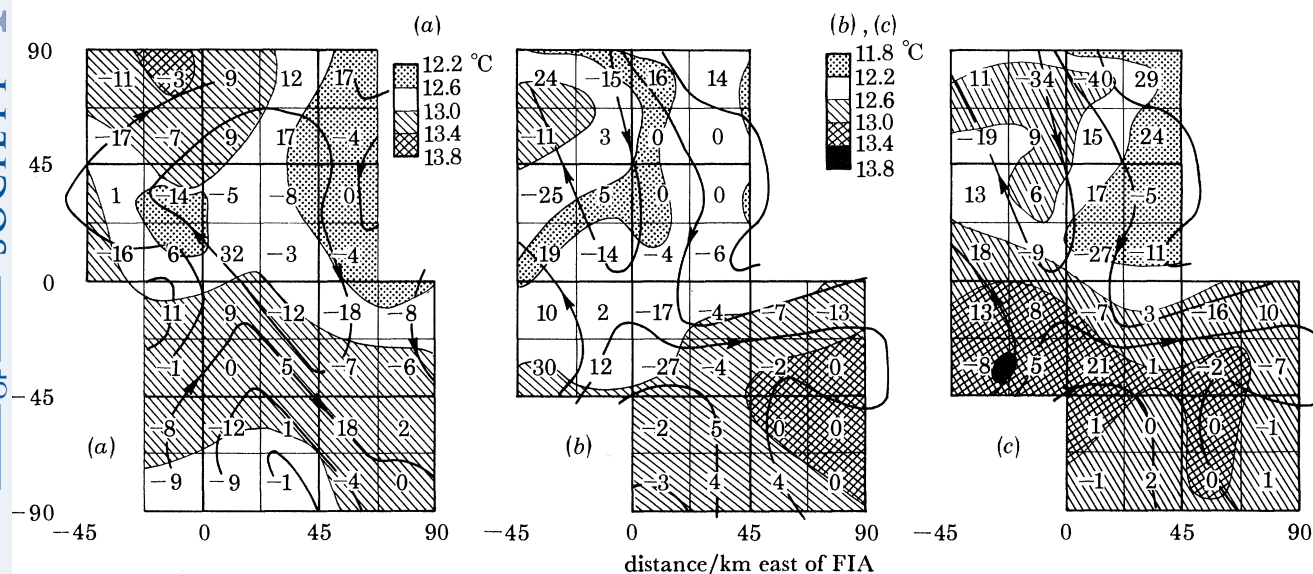 (a)
12.2 °C
12.6
13.0
13.4
13.8
(b), (c)
11.8 °C
12.2
12.6
13.0
13.4
13.8
90
45
0
−45
−90
−11 −3 9 12 17
−17 −7 9 17 −4
1 −14 −5 −8 0
−16 6 32 −3 −4
11 9 −12 −18 −8
−1 0 5 −7 −6
−8 −12 1 18 2
−9 −9 −1 −4 0
(a)
−45 0 45 90
24 −15 16 14
−11 3 0 0
−25 5 0 0
19 −14 −4 −6
10 2 −17 −4 −7 −13
30 12 −27 −4 −2 0
−2 5 0 0
−3 4 4 0
(b)
−45 0 45 90
11 −34 −40 29
−19 9 15 24
13 6 17 −5
18 −9 −27 −11
13 8 −7 3 −16 10
−8 5 21 1 −2 −7
1 0 0 −1
−1 2 0 1
(c)
−45 0 45 90
distance/km east of FIA
SOCIETY
OF